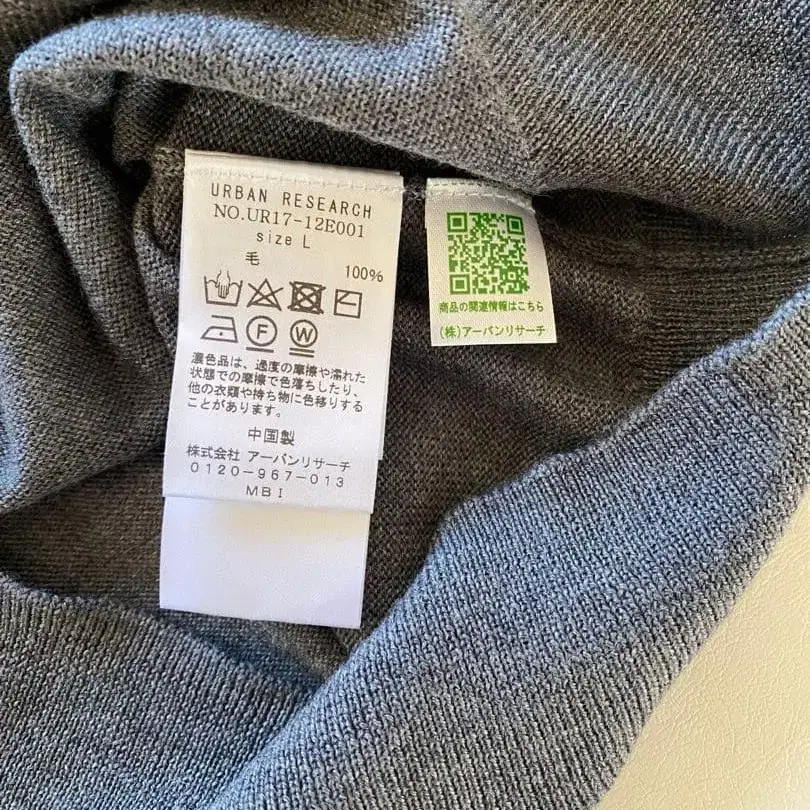 URBAN RESEARCH
NO.UR17-12E001
size L
毛 100%
F W
濃色品は、過度の摩擦や濡れた
状態での摩擦で色落ちしたり、
他の衣類や持ち物に色移りする
ことがあります。
中国製
株式会社 アーバンリサーチ
0120-967-013
MBI
商品の関連情報はこちら
(株)アーバンリサーチ